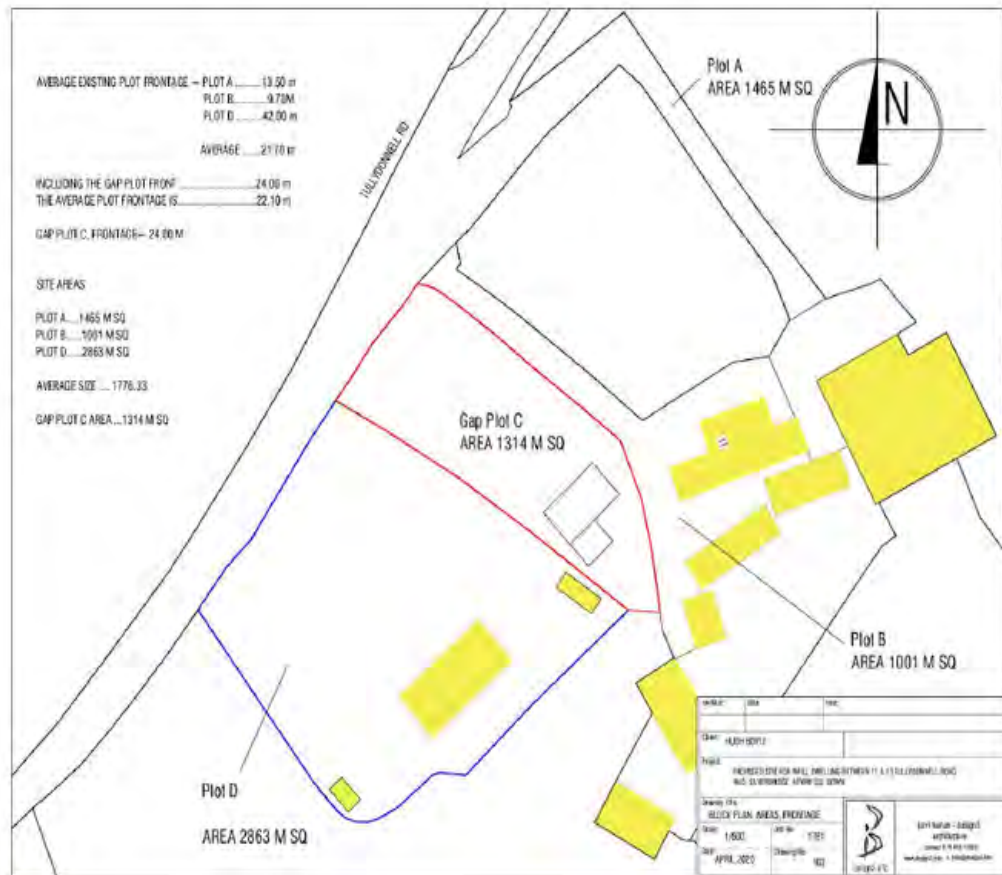 AVERAGE EXISTING PLOT FRONTAGE - PLOT A ........ 13.50 m
PLOT B ........ 9.70M
PLOT D ........ 42.00 m
AVERAGE ..... 21.70 m
INCLUDING THE GAP PLOT FRONT ........ 24.00 m
THE AVERAGE PLOT FRONTAGE IS ........ 22.10 m
GAP PLOT C, FRONTAGE- 24.00 M
SITE AREAS
PLOT A.....1465 M SQ
PLOT B.....1001 M SQ
PLOT D.....2863 M SQ
AVERAGE SIZE .... 1776.33
GAP PLOT C AREA....1314 M SQ
TULLYDONNELL RD
Plot A
AREA 1465 M SQ
N
Gap Plot C
AREA 1314 M SQ
11
Plot B
AREA 1001 M SQ
Plot D
AREA 2863 M SQ
Project
BLOCK PLAN AREAS, FRONTAGE
1/500
APRIL, 2020